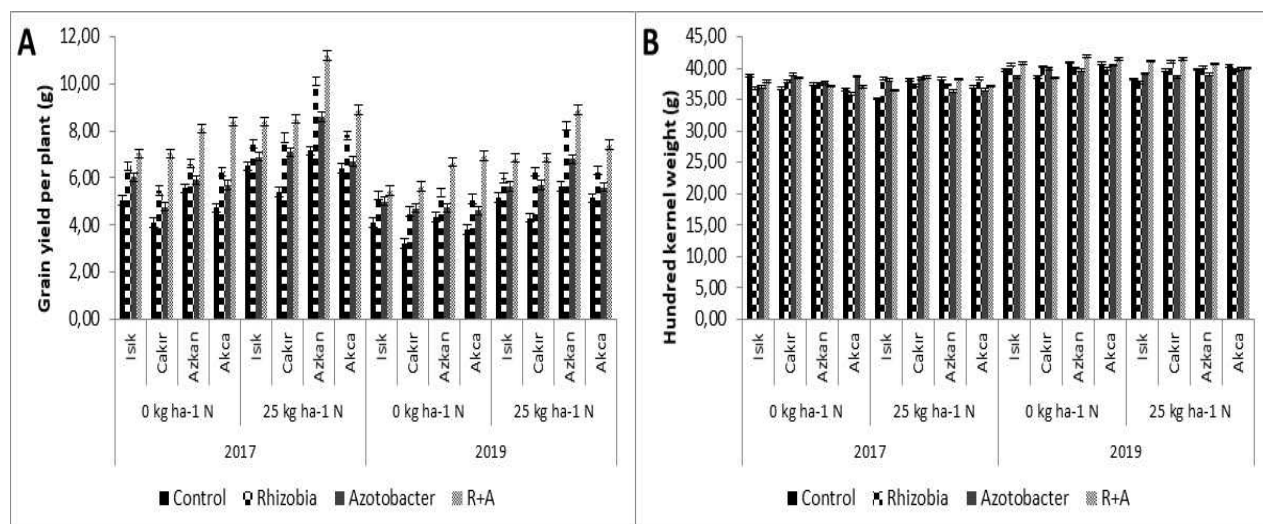 A
Grain yield per plant (g)
12,00
10,00
8,00
6,00
4,00
2,00
0,00
Isık Cakır Azkan Akca Isık Cakır Azkan Akca Isık Cakır Azkan Akca Isık Cakır Azkan Akca
0 kg ha-1 N 25 kg ha-1 N 0 kg ha-1 N 25 kg ha-1 N
2017 2019
Control Rhizobia Azotobacter R+A
B
Hundred kernel weight (g)
45,00
40,00
35,00
30,00
25,00
20,00
15,00
10,00
5,00
0,00
Isık Cakır Azkan Akca Isık Cakır Azkan Akca Isık Cakır Azkan Akca Isık Cakır Azkan Akca
0 kg ha-1 N 25 kg ha-1 N 0 kg ha-1 N 25 kg ha-1 N
2017 2019
Control Rhizobia Azotobacter R+A